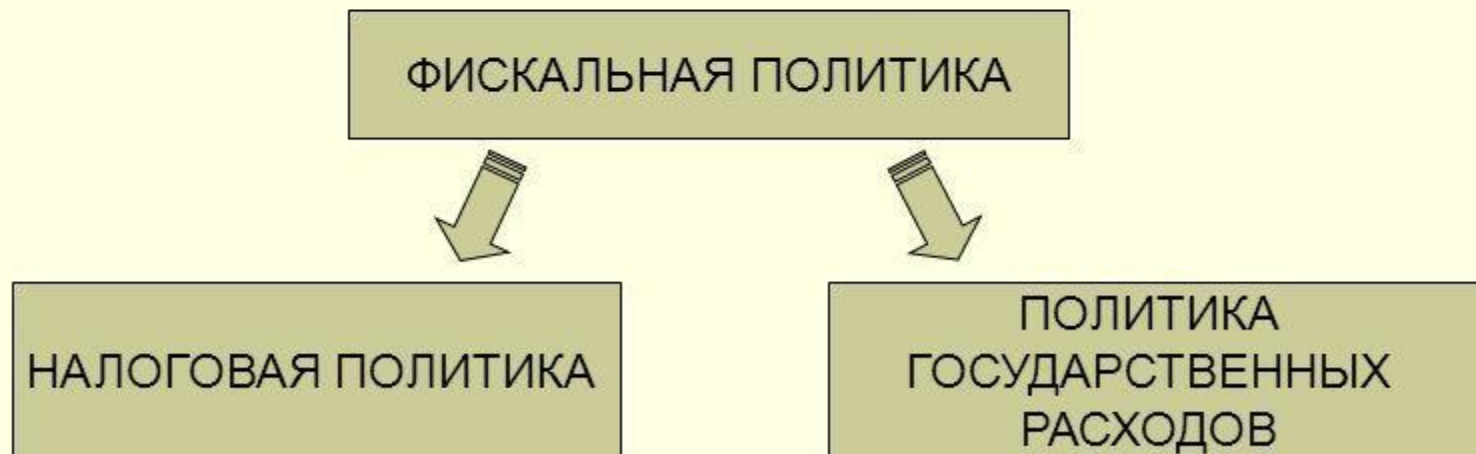 ФИСКАЛЬНАЯ ПОЛИТИКА
НАЛОГОВАЯ ПОЛИТИКА
ПОЛИТИКА
ГОСУДАРСТВЕННЫХ
РАСХОДОВ